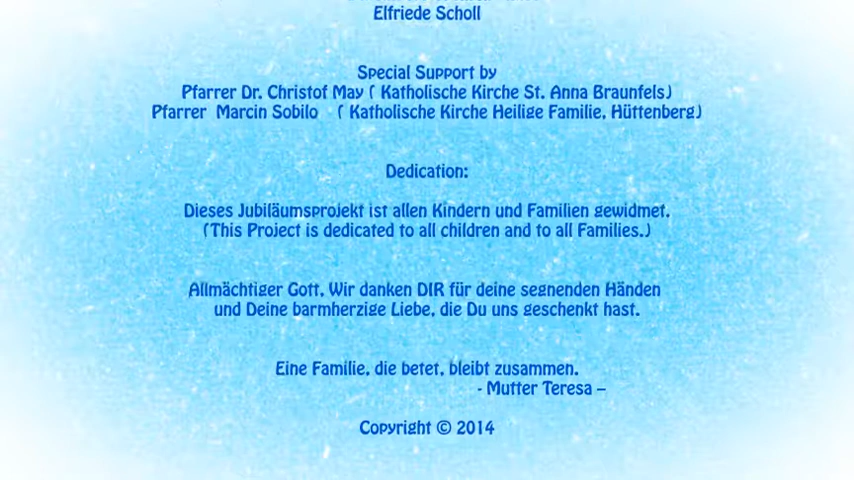 Elfriede Scholl
Special Support by
Pfarrer Dr. Christof May ( Katholische Kirche St. Anna Braunfels)
Pfarrer Marcin Sobilo ( Katholische Kirche Heilige Familie, Hüttenberg)
Dedication:
Dieses Jubiläumsprojekt ist allen Kindern und Familien gewidmet.
(This Project is dedicated to all children and to all Families.)
Allmächtiger Gott, Wir danken DIR für deine segnenden Händen
und Deine barmherzige Liebe, die Du uns geschenkt hast.
Eine Familie, die betet, bleibt zusammen.
- Mutter Teresa –
Copyright © 2014